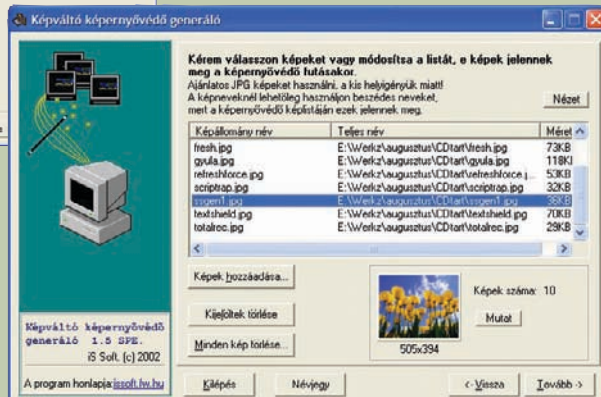 Képváltó képernyővédő generáló
Kérem válasszon képeket vagy módosítsa a listát, e képek jelennek
meg a képernyővédő futásakor.
Ajánlatos JPG képeket használni, a kis helyigényük miatt!
A képneveknél lehetőleg használjon beszédes neveket,
mert a képernyővédő képlistáján ezek jelennek meg.
Nézet
Képállomány név Teljes név Méret
fresh.jpg E:\Werkz\augusztus\CDtart\fresh.jpg 73KB
gyula.jpg E:\Werkz\augusztus\CDtart\gyula.jpg 118KI
refreshforce.jpg E:\Werkz\augusztus\CDtart\refreshforce.j... 53KB
scriptrap.jpg E:\Werkz\augusztus\CDtart\scriptrap.jpg 32KB
ssgen1.jpg E:\Werkz\augusztus\CDtart\ssgen1.jpg 36KB
textshield.jpg E:\Werkz\augusztus\CDtart\textshield.jpg 70KB
totalrec.jpg E:\Werkz\augusztus\CDtart\totalrec.jpg 29KB
Képek hozzáadása...
Kijelöltek törlése
Minden kép törlése...
505x394
Képek száma: 10
Mutat
Képváltó képernyővédő
generáló 1.5 SPE.
iS Soft. (c) 2002
A program honlapja: issoft.fw.hu
Kilépés Névjegy <- Vissza Tovább ->